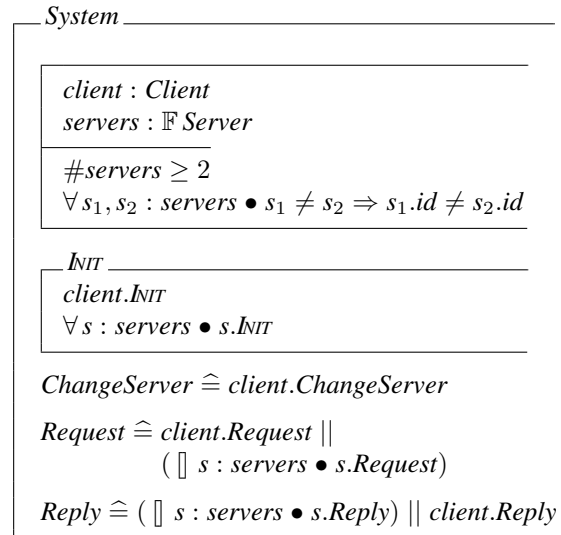 System
client : Client
servers : 𝔽 Server
#servers ≥ 2
∀ s₁, s₂ : servers • s₁ ≠ s₂ ⇒ s₁.id ≠ s₂.id
INIT
client.INIT
∀ s : servers • s.INIT
ChangeServer ≙ client.ChangeServer
Request ≙ client.Request ||
( [] s : servers • s.Request)
Reply ≙ ( [] s : servers • s.Reply) || client.Reply